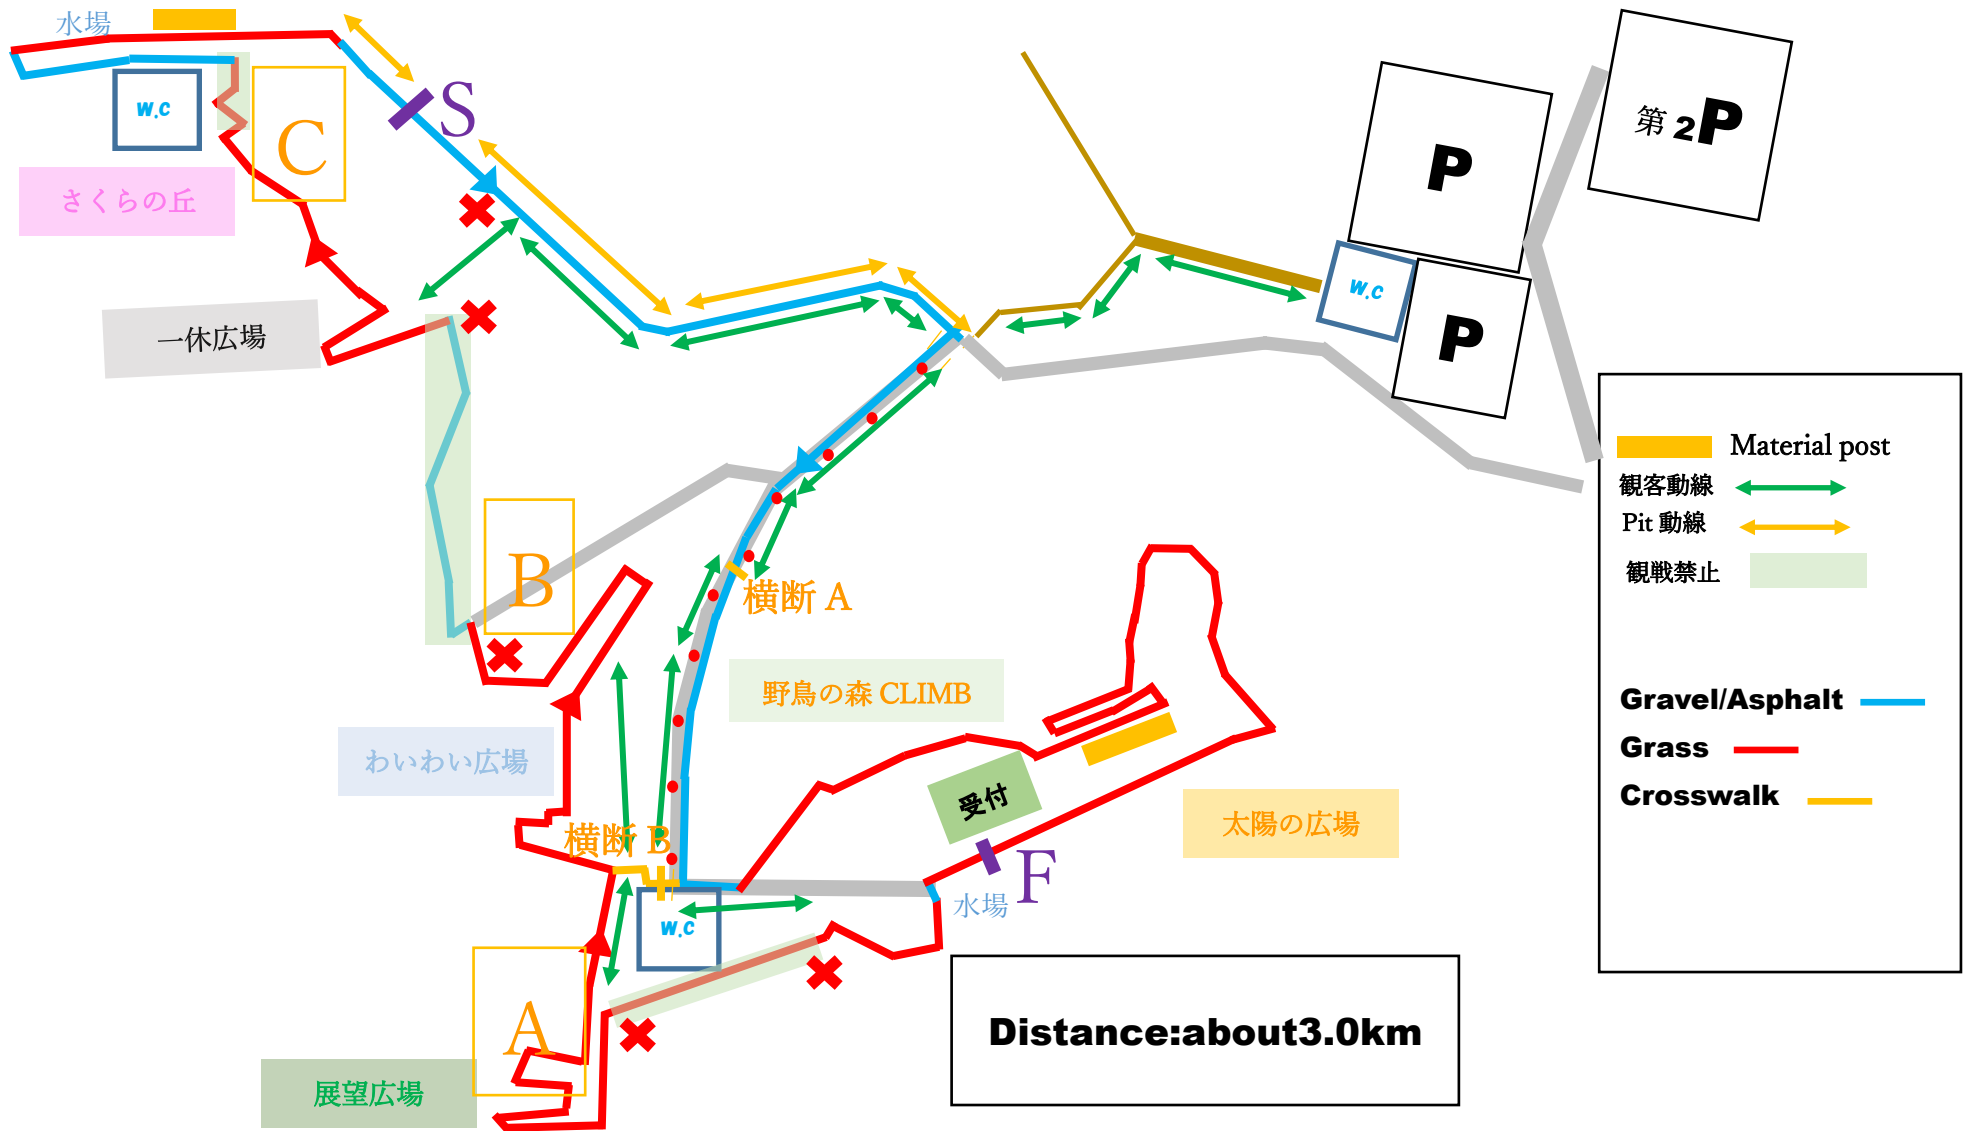 水場
W.C
C
S
さくらの丘
一休広場
P
第2P
W.C
P
B
横断 A
野鳥の森 CLIMB
わいわい広場
横断 B
受付
太陽の広場
F
水場
W.C
A
展望広場
Distance:about3.0km
Material post
観客動線
Pit 動線
観戦禁止
Gravel/Asphalt
Grass
Crosswalk